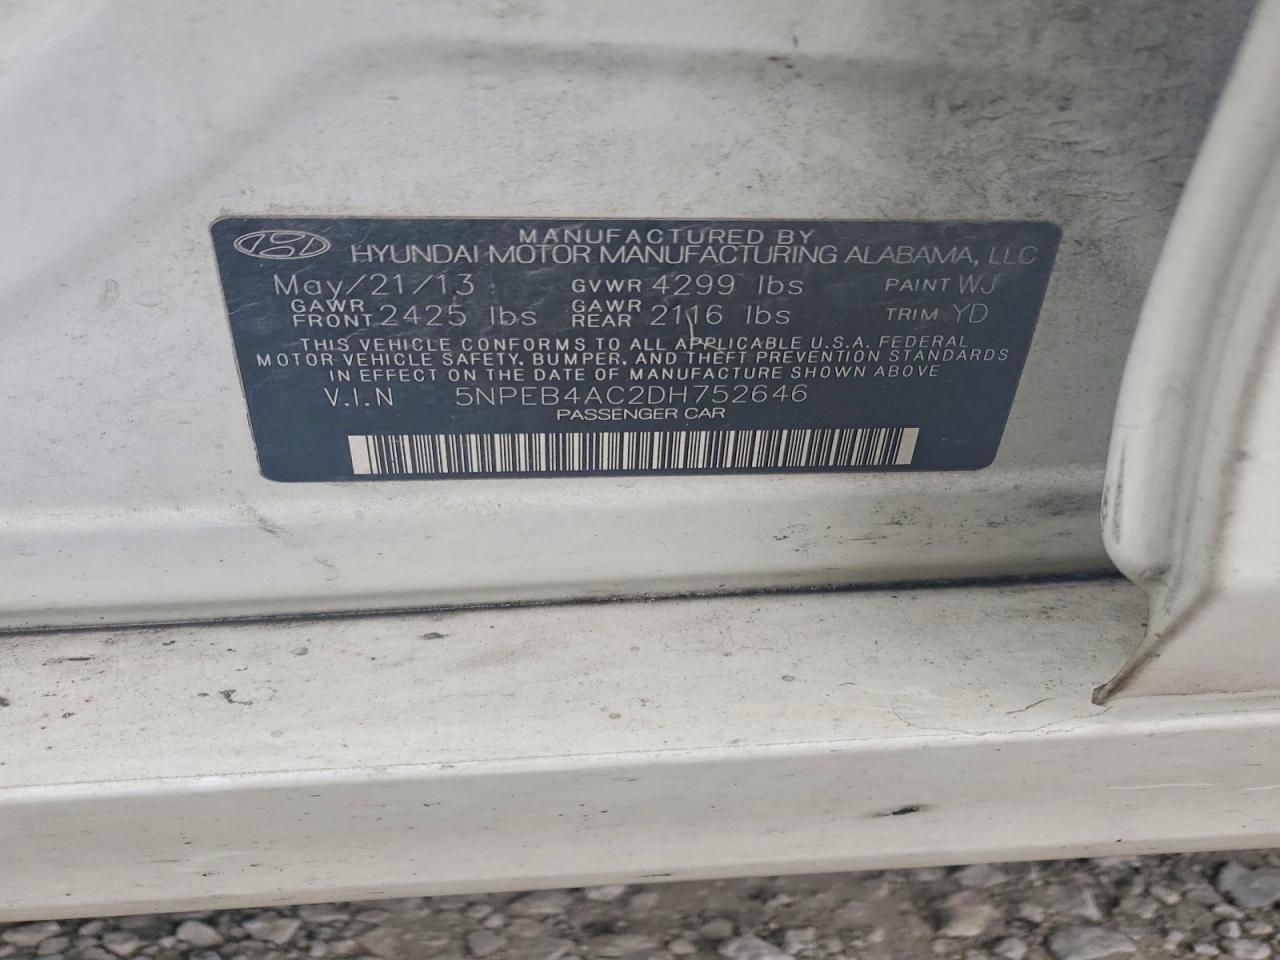 MANUFACTURED BY
HYUNDAI MOTOR MANUFACTURING ALABAMA, LLC
May/21/13 GVWR 4299 lbs PAINT WJ
GAWR FRONT 2425 lbs GAWR REAR 2116 lbs TRIM YD
THIS VEHICLE CONFORMS TO ALL APPLICABLE U.S.A. FEDERAL
MOTOR VEHICLE SAFETY, BUMPER, AND THEFT PREVENTION STANDARDS
IN EFFECT ON THE DATE OF MANUFACTURE SHOWN ABOVE
V.I.N 5NPEB4AC2DH752646
PASSENGER CAR